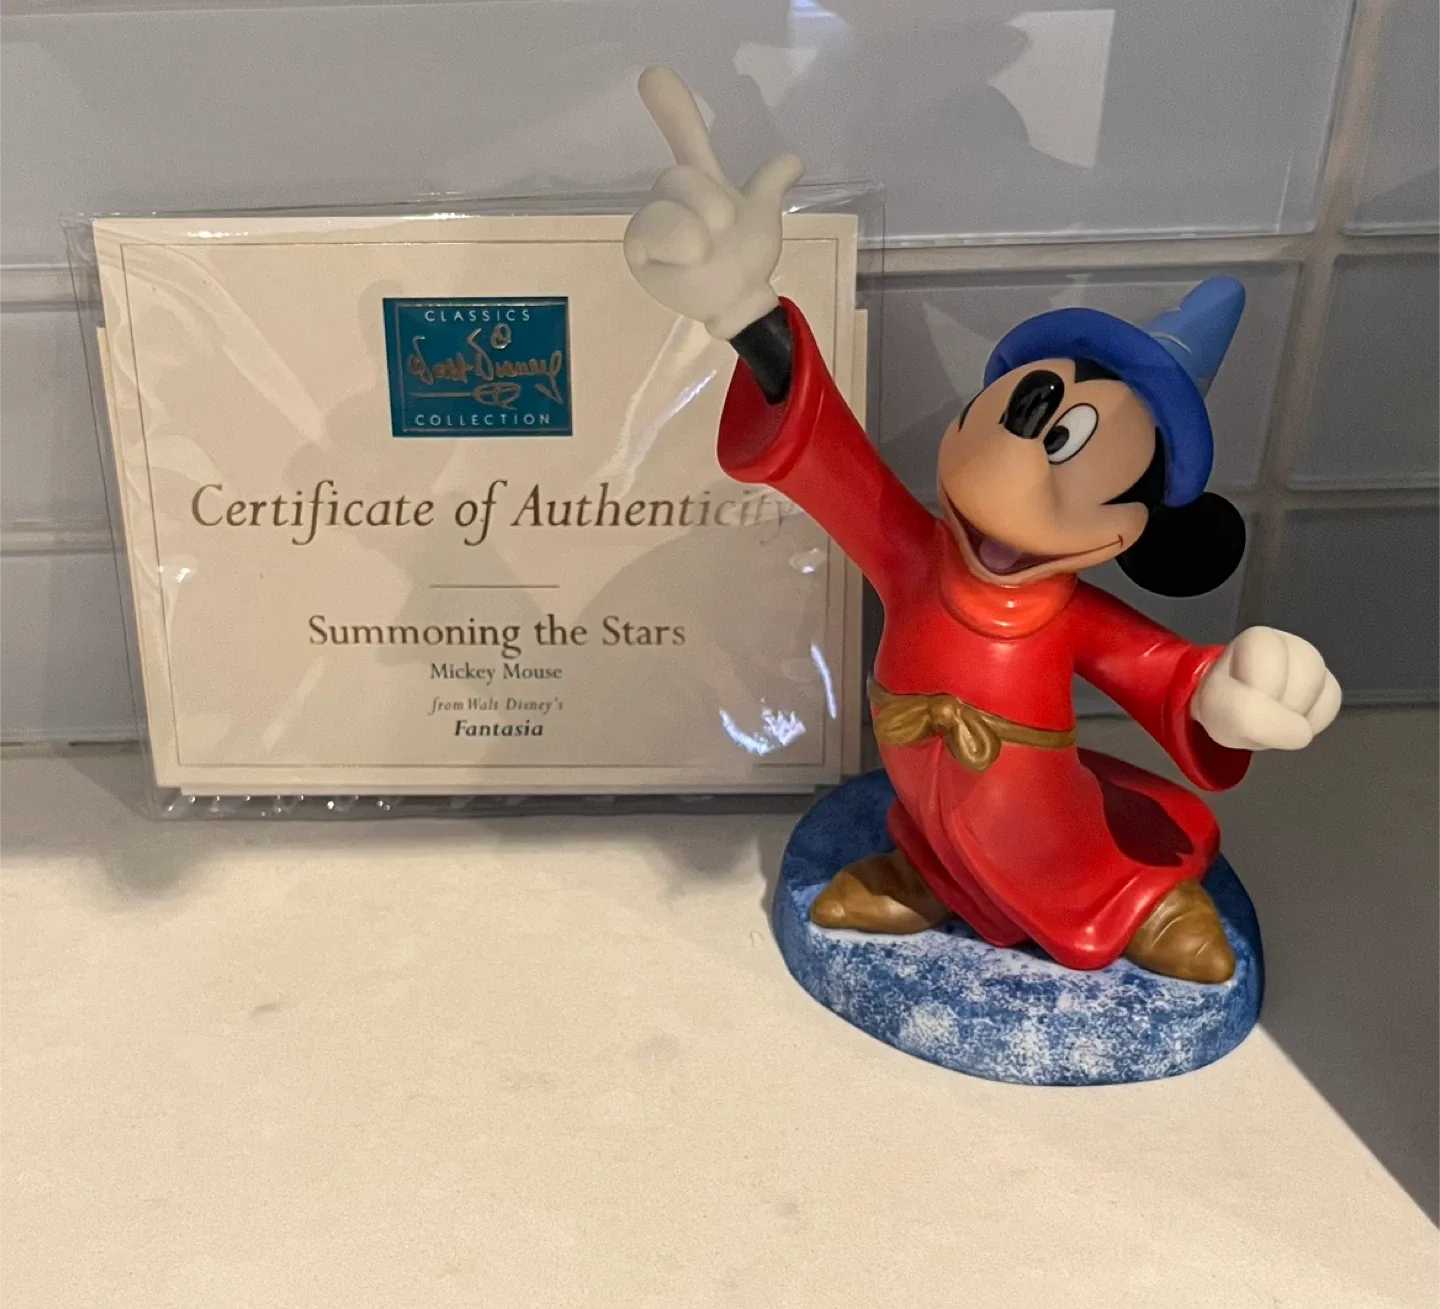 CLASSICS
Walt Disney
COLLECTION
Certificate of Authenticity
Summoning the Stars
Mickey Mouse
from Walt Disney's
Fantasia